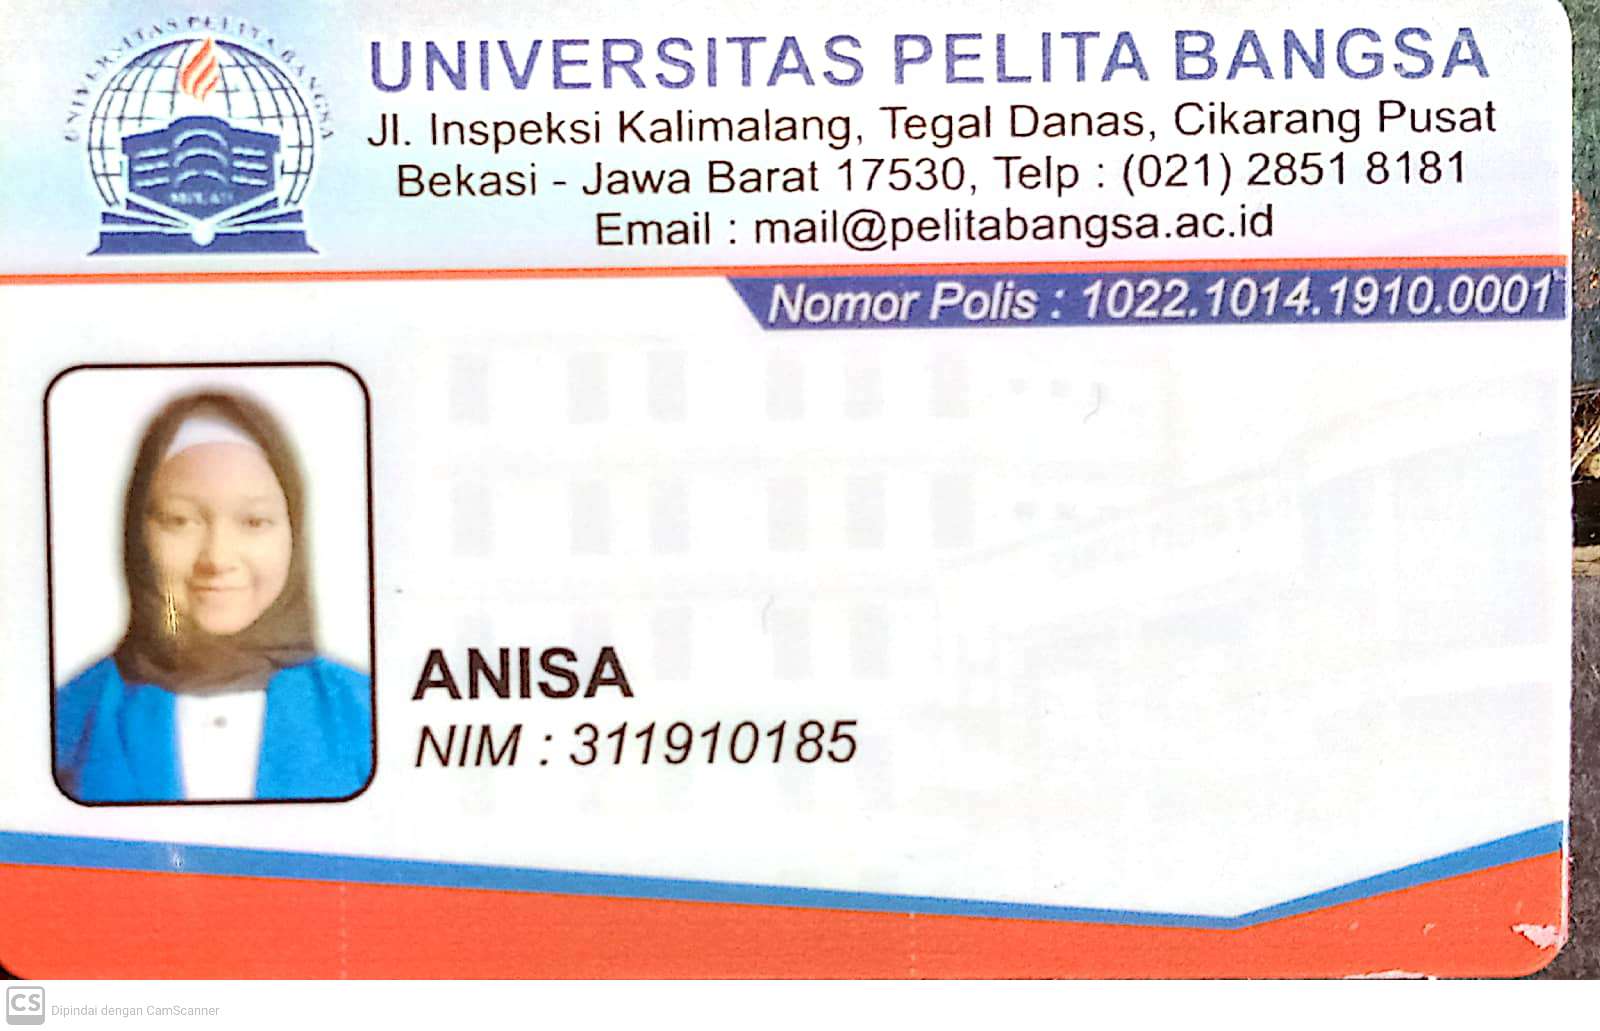 UNIVERSITAS PELITA BANGSA
UNIVERSITAS PELITA BANGSA
Jl. Inspeksi Kalimalang, Tegal Danas, Cikarang Pusat
Bekasi - Jawa Barat 17530, Telp : (021) 2851 8181
Email : mail@pelitabangsa.ac.id
Nomor Polis : 1022.1014.1910.0001
ANISA
NIM : 311910185
CS Dipindai dengan CamScanner